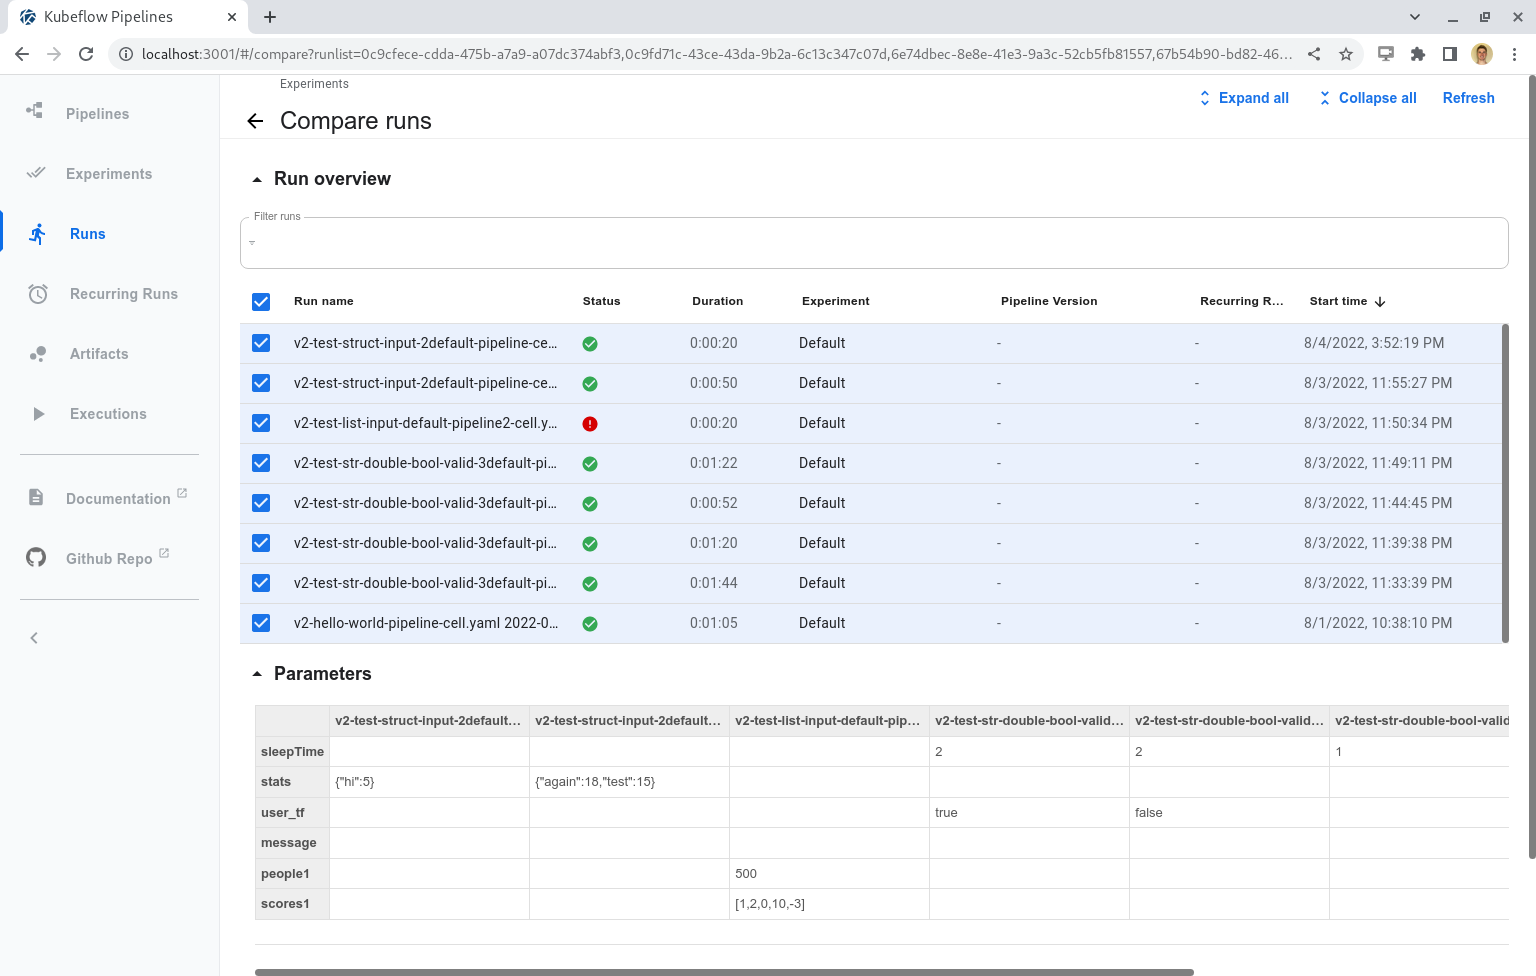 Kubeflow Pipelines
localhost:3001/#/compare?runlist=0c9cfece-cdda-475b-a7a9-a07dc374abf3,0c9fd71c-43ce-43da-9b2a-6c13c347c07d,6e74dbec-8e8e-41e3-9a3c-52cb5fb81557,67b54b90-bd82-46...
Pipelines
Experiments
Runs
Recurring Runs
Artifacts
Executions
Documentation
Github Repo
Experiments
Compare runs
Expand all
Collapse all
Refresh
Run overview
Filter runs
Run name Status Duration Experiment Pipeline Version Recurring R... Start time
v2-test-struct-input-2default-pipeline-ce... 0:00:20 Default - - 8/4/2022, 3:52:19 PM
v2-test-struct-input-2default-pipeline-ce... 0:00:50 Default - - 8/3/2022, 11:55:27 PM
v2-test-list-input-default-pipeline2-cell.y... 0:00:20 Default - - 8/3/2022, 11:50:34 PM
v2-test-str-double-bool-valid-3default-pi... 0:01:22 Default - - 8/3/2022, 11:49:11 PM
v2-test-str-double-bool-valid-3default-pi... 0:00:52 Default - - 8/3/2022, 11:44:45 PM
v2-test-str-double-bool-valid-3default-pi... 0:01:20 Default - - 8/3/2022, 11:39:38 PM
v2-test-str-double-bool-valid-3default-pi... 0:01:44 Default - - 8/3/2022, 11:33:39 PM
v2-hello-world-pipeline-cell.yaml 2022-0... 0:01:05 Default - - 8/1/2022, 10:38:10 PM
Parameters
v2-test-struct-input-2default... v2-test-struct-input-2default... v2-test-list-input-default-pip... v2-test-str-double-bool-valid... v2-test-str-double-bool-valid... v2-test-str-double-bool-valid
sleepTime 2 2 1
stats {"hi":5} {"again":18,"test":15}
user_tf true false
message
people1 500
scores1 [1,2,0,10,-3]